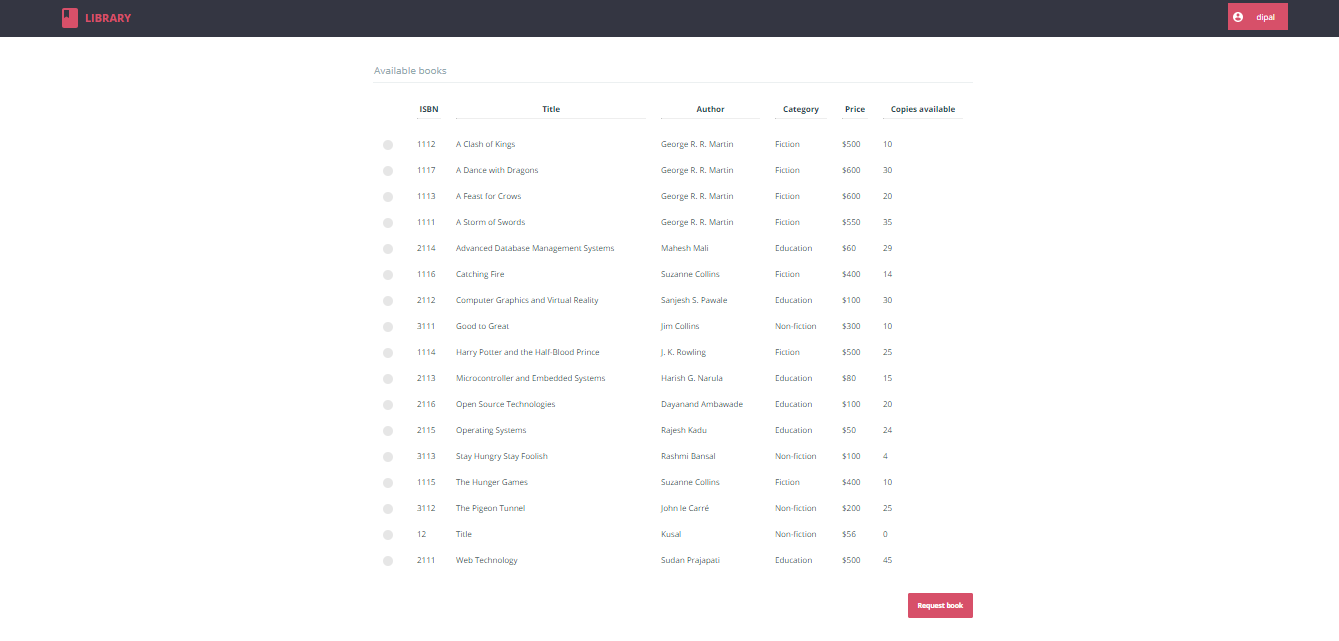 LIBRARY dipal
Available books
ISBN Title Author Category Price Copies available
1112 A Clash of Kings George R. R. Martin Fiction $500 10
1117 A Dance with Dragons George R. R. Martin Fiction $600 30
1113 A Feast for Crows George R. R. Martin Fiction $600 20
1111 A Storm of Swords George R. R. Martin Fiction $550 35
2114 Advanced Database Management Systems Mahesh Mali Education $60 29
1116 Catching Fire Suzanne Collins Fiction $400 14
2112 Computer Graphics and Virtual Reality Sanjesh S. Pawale Education $100 30
3111 Good to Great Jim Collins Non-fiction $300 10
1114 Harry Potter and the Half-Blood Prince J. K. Rowling Fiction $500 25
2113 Microcontroller and Embedded Systems Harish G. Narula Education $80 15
2116 Open Source Technologies Dayanand Ambawade Education $100 20
2115 Operating Systems Rajesh Kadu Education $50 24
3113 Stay Hungry Stay Foolish Rashmi Bansal Non-fiction $100 4
1115 The Hunger Games Suzanne Collins Fiction $400 10
3112 The Pigeon Tunnel John le Carré Non-fiction $200 25
12 Title Kusal Non-fiction $56 0
2111 Web Technology Sudan Prajapati Education $500 45
Request book